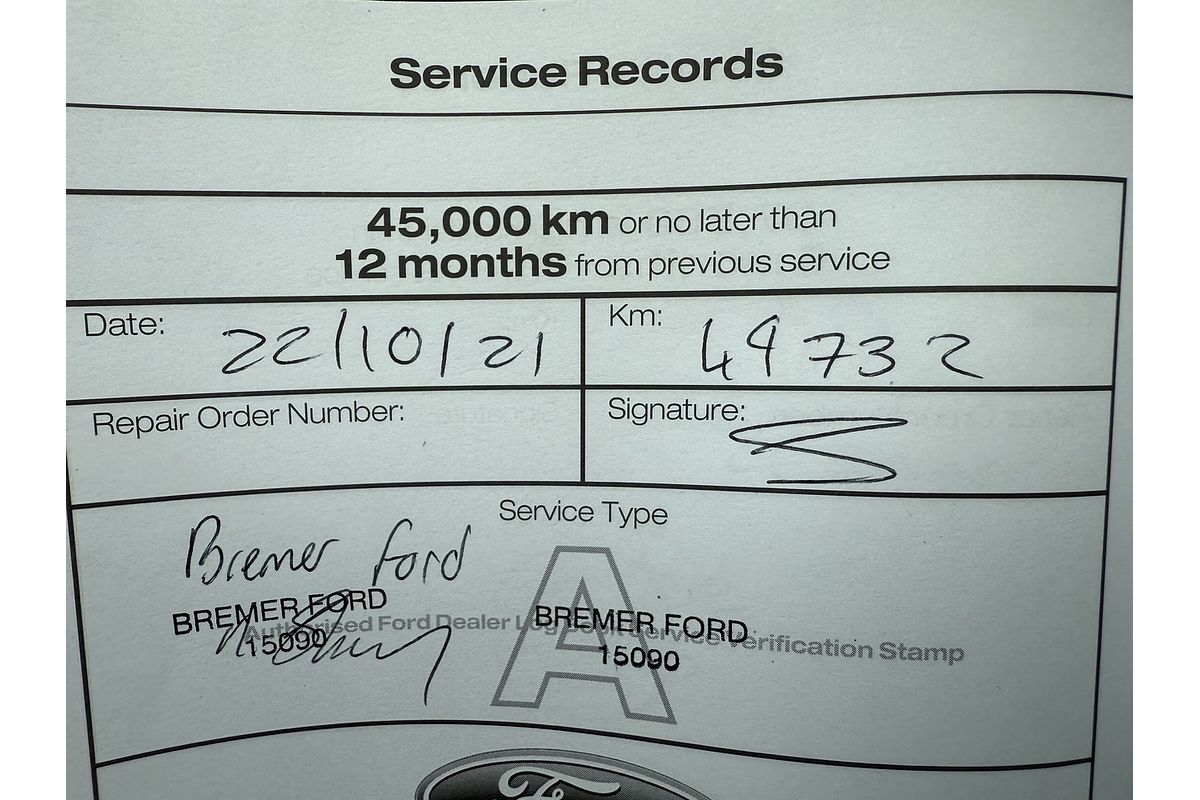 Service Records
45,000 km or no later than
12 months from previous service
Date: 22/10/21
Km: 49732
Repair Order Number:
Signature:
Service Type
Bremer Ford
A
BREMER FORD
15090
BREMER FORD
15090
Authorised Ford Dealer Log Book Service Verification Stamp